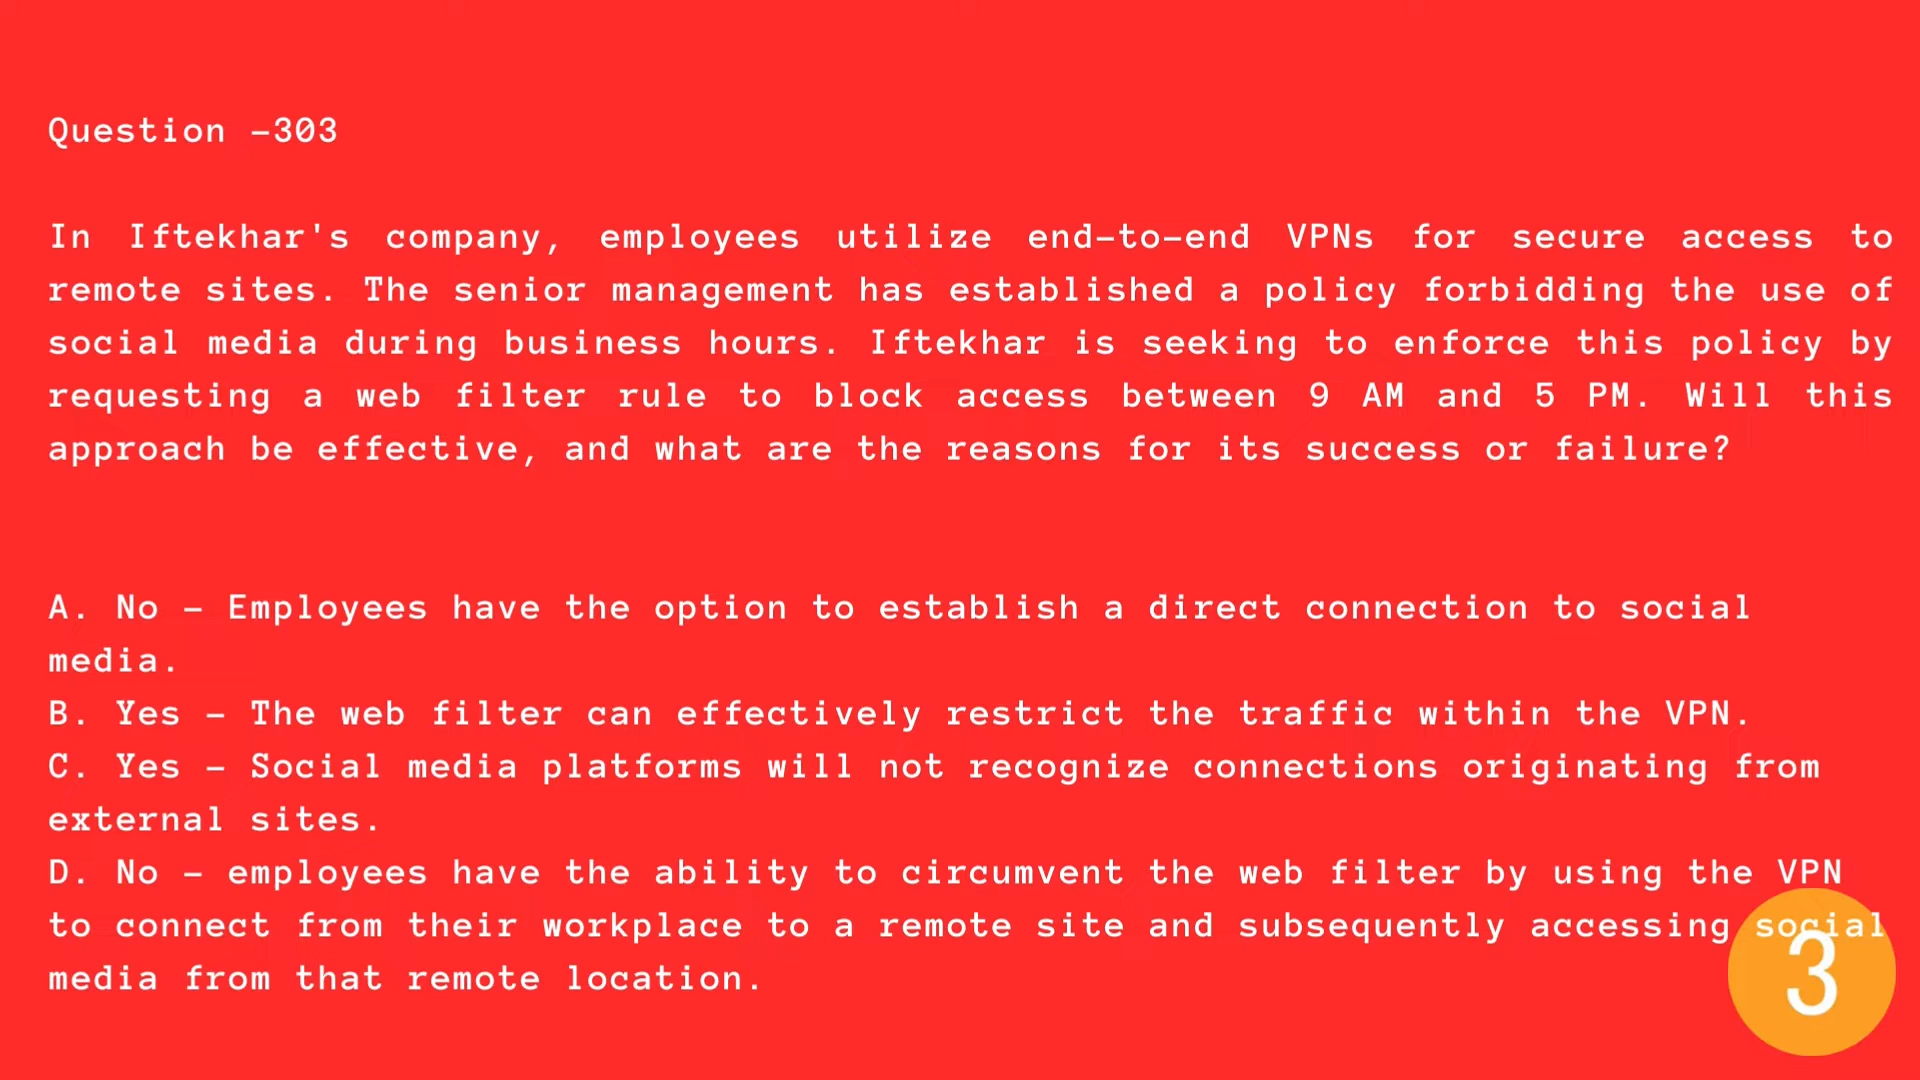 Question -303
In Iftekhar's company, employees utilize end-to-end VPNs for secure access to
remote sites. The senior management has established a policy forbidding the use of
social media during business hours. Iftekhar is seeking to enforce this policy by
requesting a web filter rule to block access between 9 AM and 5 PM. Will this
approach be effective, and what are the reasons for its success or failure?
A. No - Employees have the option to establish a direct connection to social
media.
B. Yes - The web filter can effectively restrict the traffic within the VPN.
C. Yes - Social media platforms will not recognize connections originating from
external sites.
D. No - employees have the ability to circumvent the web filter by using the VPN
to connect from their workplace to a remote site and subsequently accessing social
media from that remote location.
3